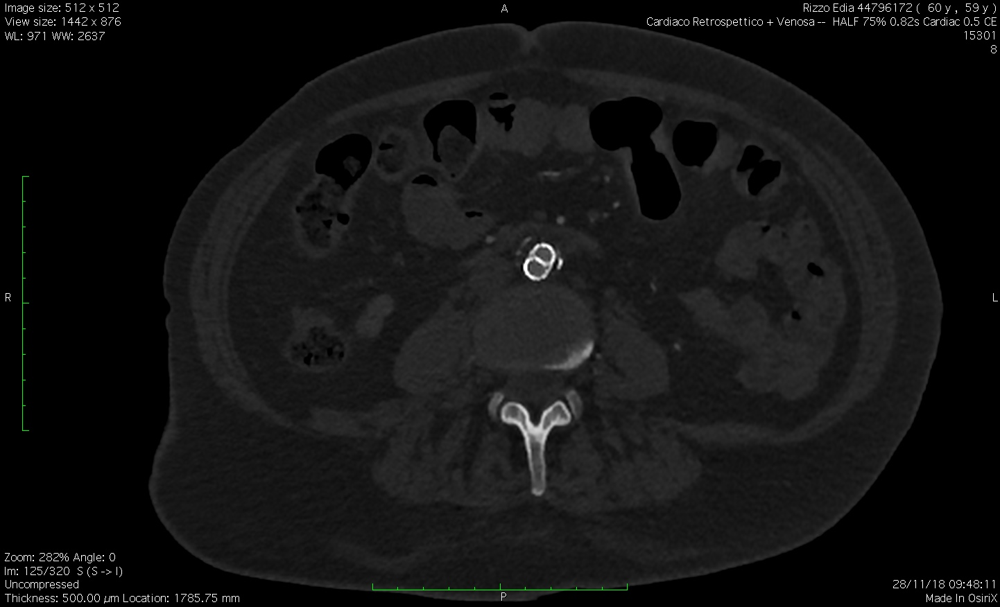 Image size: 512 x 512
View size: 1442 x 876
WL: 971 WW: 2637
A
Rizzo Edia 44796172 ( 60 y , 59 y )
Cardiaco Retrospettico + Venosa -- HALF 75% 0.82s Cardiac 0.5 CE
15301
8
R
L
Zoom: 282% Angle: 0
Im: 125/320 S (S -> I)
Uncompressed
Thickness: 500.00 µm Location: 1785.75 mm
P
28/11/18 09:48:11
Made In OsiriX